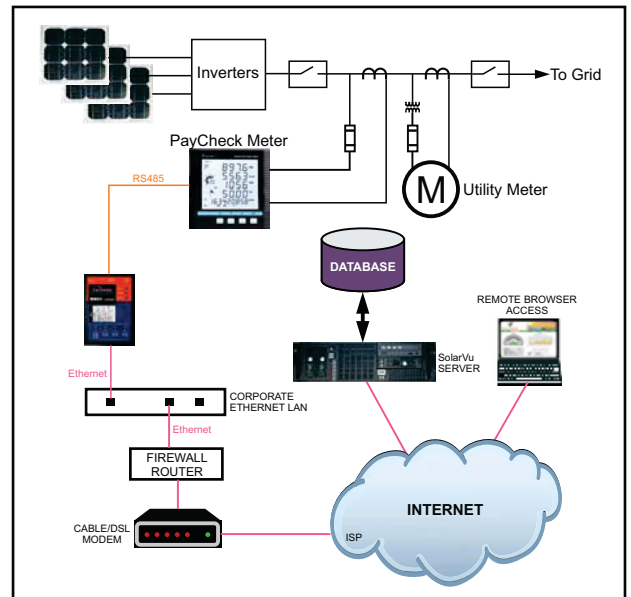 Inverters
To Grid
PayCheck Meter
RS485
M
Utility Meter
DATABASE
REMOTE BROWSER
ACCESS
SolarVu
SERVER
Ethernet
CORPORATE
ETHERNET LAN
Ethernet
FIREWALL
ROUTER
CABLE/DSL
MODEM
INTERNET
ISP